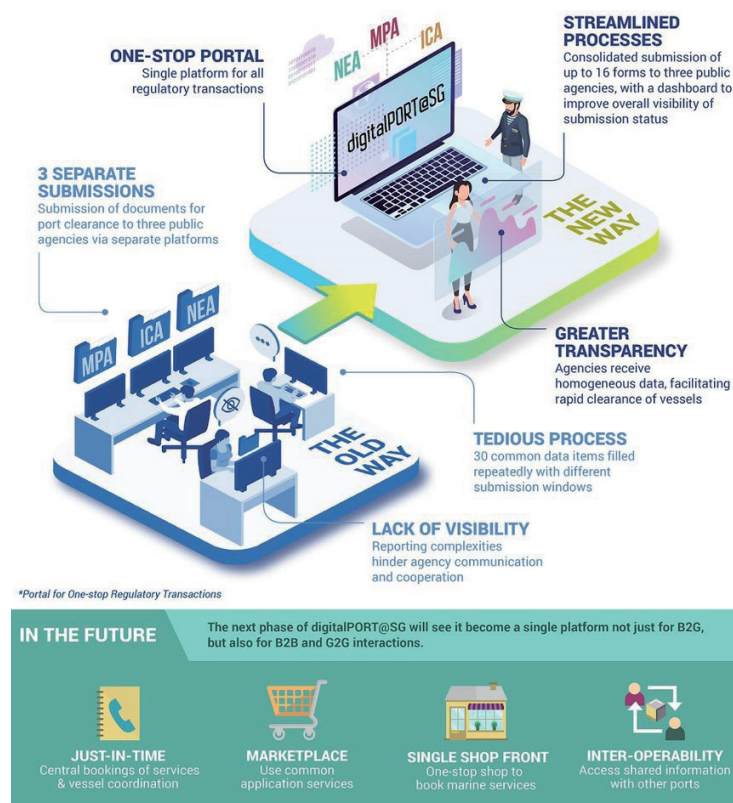 STREAMLINED
PROCESSES
Consolidated submission of
up to 16 forms to three public
agencies, with a dashboard to
improve overall visibility of
submission status
ONE-STOP PORTAL
Single platform for all
regulatory transactions
NEA
MPA
ICA
digitalPORT@SG
THE NEW
WAY
3 SEPARATE
SUBMISSIONS
Submission of documents for
port clearance to three public
agencies via separate platforms
MPA
ICA
NEA
THE OLD
WAY
GREATER
TRANSPARENCY
Agencies receive
homogeneous data, facilitating
rapid clearance of vessels
TEDIOUS PROCESS
30 common data items filled
repeatedly with different
submission windows
LACK OF VISIBILITY
Reporting complexities
hinder agency communication
and cooperation
*Portal for One-stop Regulatory Transactions
IN THE FUTURE
The next phase of digitalPORT@SG will see it become a single platform not just for B2G,
but also for B2B and G2G interactions.
JUST-IN-TIME
Central bookings of services
& vessel coordination
MARKETPLACE
Use common
application services
SINGLE SHOP FRONT
One-stop shop to
book marine services
INTER-OPERABILITY
Access shared information
with other ports